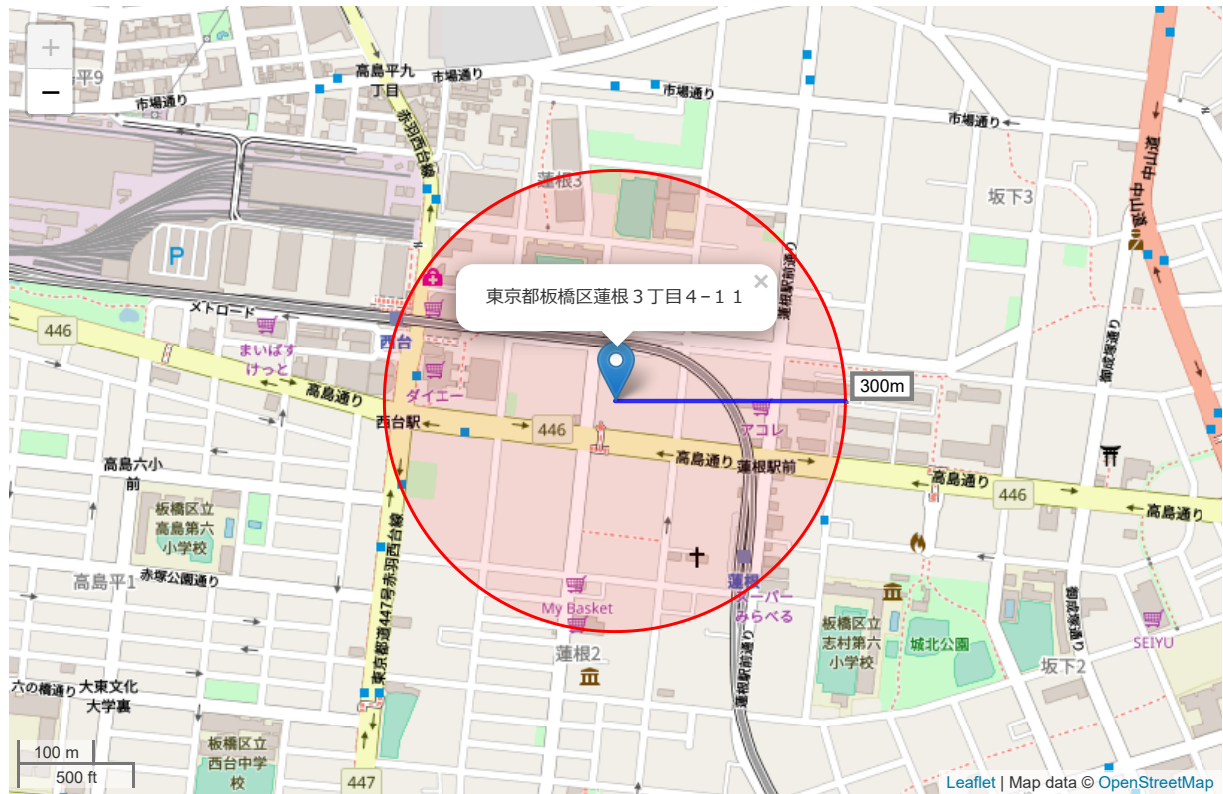 +
−
平9
高島平九
丁目
市場通り
市場通り
市場通り
市場通り
赤羽西台線
蓮根3
坂下3
中山道
中山道
P
東京都板橋区蓮根３丁目４−１１
×
蓮根駅前通り
メトロード
446
まいばす
けっと
西台
ダイエー
高島通り
御成塚通り
300m
アコレ
西台駅
446
高島通り
蓮根駅前
高島通り
446
高島通り
高島六小
前
板橋区立
高島第六
小学校
高島平1
赤塚公園通り
東京都道447号赤羽西台線
蓮根
スーパー
みらべる
My Basket
蓮根2
蓮根駅前通り
板橋区立
志村第六
小学校
城北公園
御成塚通り
SEIYU
坂下2
六の橋通り
大東文化
大学裏
板橋区立
西台中学
校
447
100 m
500 ft
Leaflet | Map data © OpenStreetMap